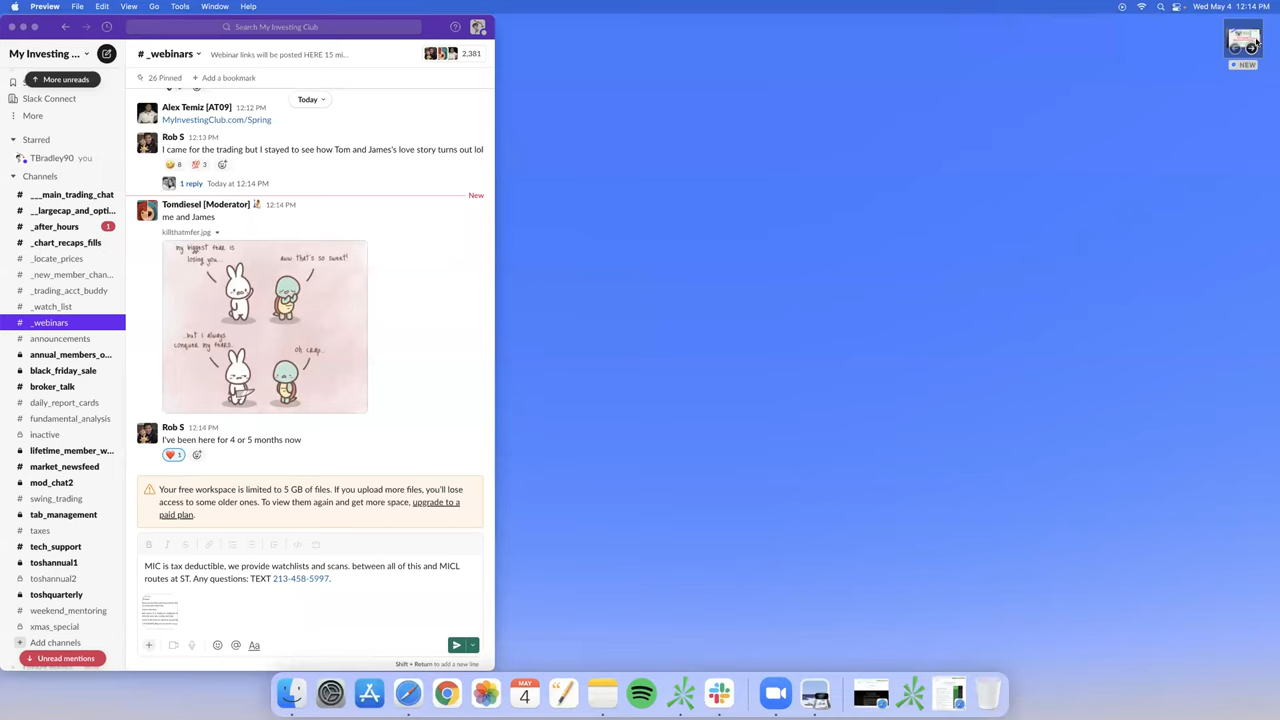 Preview File Edit View Go Tools Window Help
Wed May 4 12:14 PM
Search My Investing Club
NEW
My Investing ...
More unreads
Slack Connect
More
Starred
TBradley90 you
Channels
# ___main_trading_chat
# __largecap_and_opti...
# _after_hours 1
# _chart_recaps_fills
# _locate_prices
# _new_member_chan...
# _trading_acct_buddy
# _watch_list
# _webinars
# announcements
annual_members_o...
black_friday_sale
# broker_talk
# daily_report_cards
# fundamental_analysis
inactive
lifetime_member_w...
# market_newsfeed
mod_chat2
# swing_trading
tab_management
# taxes
# tech_support
toshannual1
toshannual2
toshquarterly
# weekend_mentoring
xmas_special
+ Add channels
Unread mentions
# _webinars Webinar links will be posted HERE 15 mi... 2,381
26 Pinned + Add a bookmark
Today
Alex Temiz [AT09] 12:12 PM
MyInvestingClub.com/Spring
Rob S 12:13 PM
I came for the trading but I stayed to see how Tom and James's love story turns out lol
8 100 3
1 reply Today at 12:14 PM
New
Tomdiesel [Moderator] 12:14 PM
me and James
killthatmfer.jpg
my biggest fear is
losing you...
aww that's so sweet!
...but i always
conquer my fears.
oh crap...
Rob S 12:14 PM
I've been here for 4 or 5 months now
1
Your free workspace is limited to 5 GB of files. If you upload more files, you'll lose
access to some older ones. To view them again and get more space, upgrade to a
paid plan.
B I S
MIC is tax deductible, we provide watchlists and scans. between all of this and MICL
routes at ST. Any questions: TEXT 213-458-5997.
+ @ Aa
Shift + Return to add a new line
MAY
4